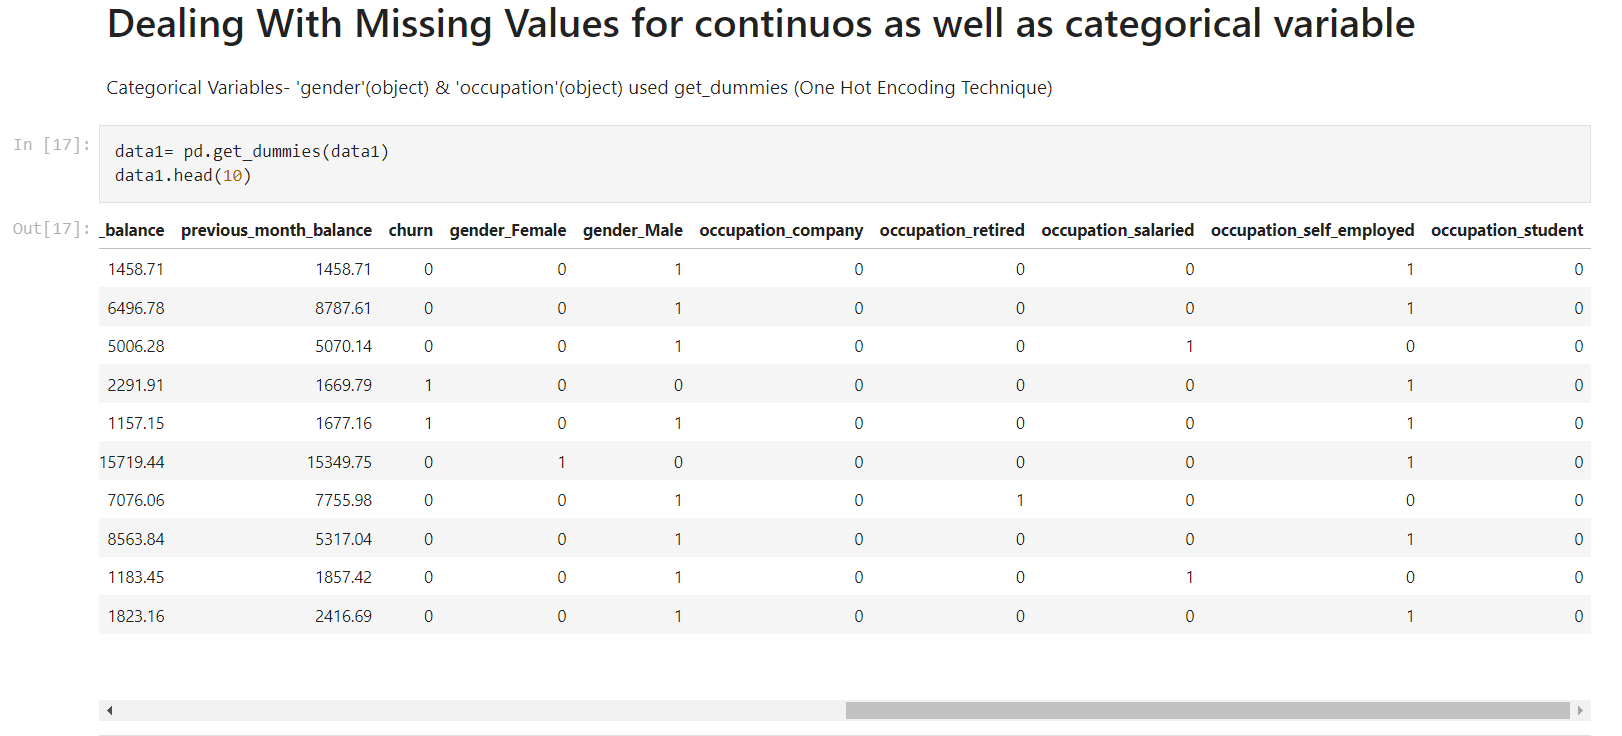 Dealing With Missing Values for continuos as well as categorical variable
Categorical Variables- 'gender'(object) & 'occupation'(object) used get_dummies (One Hot Encoding Technique)
In [17]:
data1= pd.get_dummies(data1)
data1.head(10)
Out[17]:
_balance previous_month_balance churn gender_Female gender_Male occupation_company occupation_retired occupation_salaried occupation_self_employed occupation_student
1458.71 1458.71 0 0 1 0 0 0 1 0
6496.78 8787.61 0 0 1 0 0 0 1 0
5006.28 5070.14 0 0 1 0 0 1 0 0
2291.91 1669.79 1 0 0 0 0 0 1 0
1157.15 1677.16 1 0 1 0 0 0 1 0
15719.44 15349.75 0 1 0 0 0 0 1 0
7076.06 7755.98 0 0 1 0 1 0 0 0
8563.84 5317.04 0 0 1 0 0 0 1 0
1183.45 1857.42 0 0 1 0 0 1 0 0
1823.16 2416.69 0 0 1 0 0 0 1 0